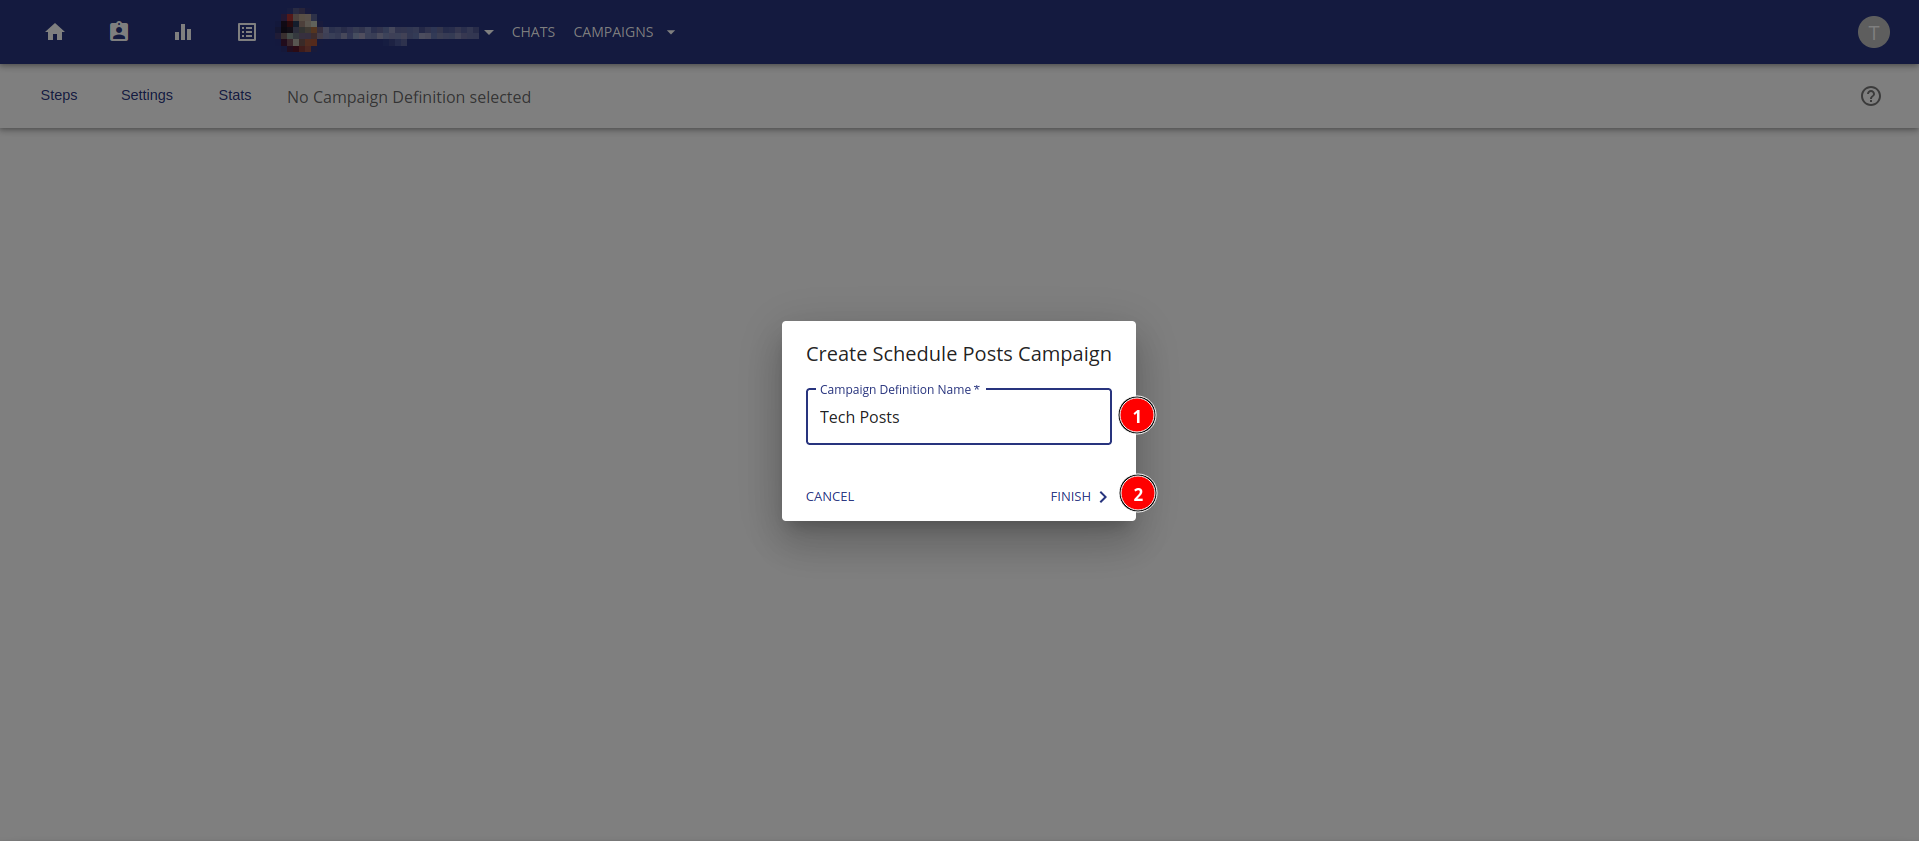 CHATS CAMPAIGNS T
Steps Settings Stats No Campaign Definition selected ?
Create Schedule Posts Campaign
Campaign Definition Name *
Tech Posts
1
CANCEL FINISH
2